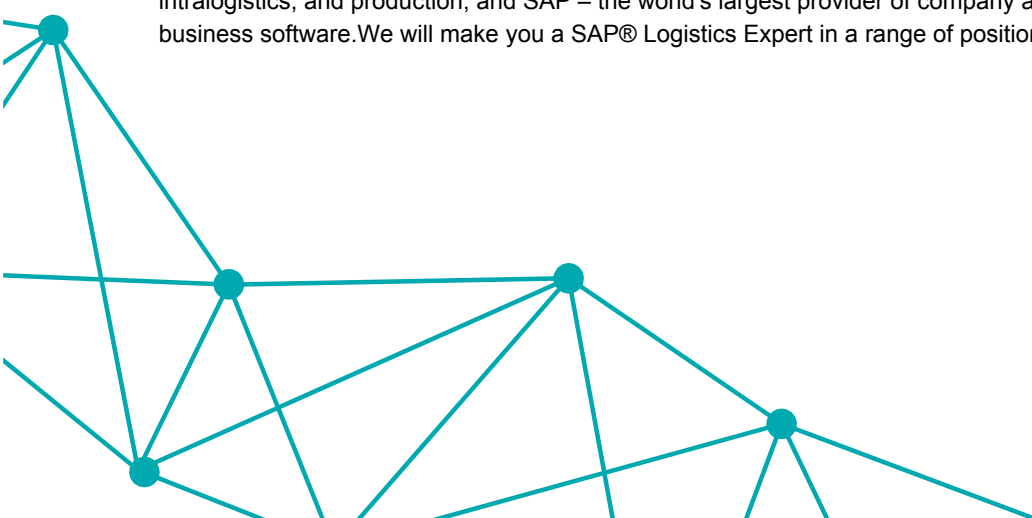 intralogistics, and production, and SAP – the world's largest provider of company a
business software.We will make you a SAP® Logistics Expert in a range of position